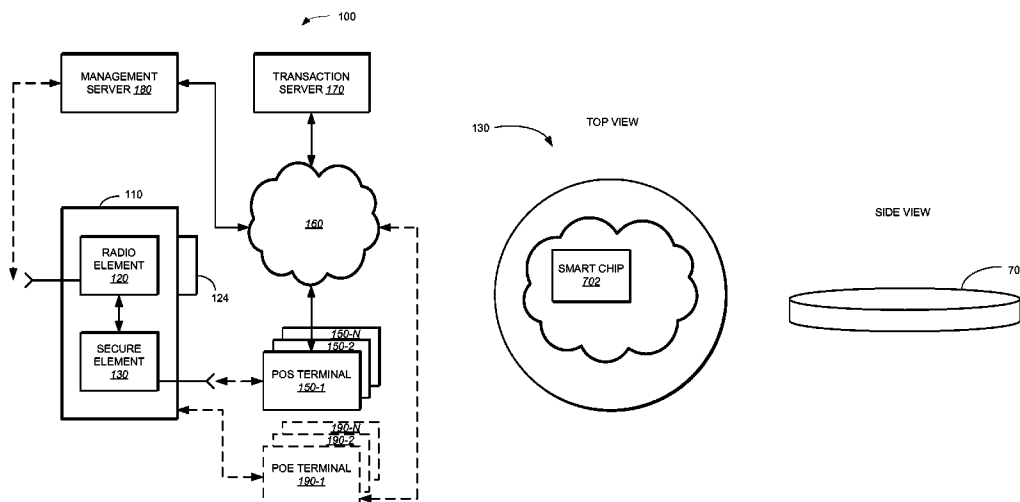 100
MANAGEMENT
SERVER 180
TRANSACTION
SERVER 170
160
110
RADIO
ELEMENT
120
124
SECURE
ELEMENT
130
150-N
150-2
POS TERMINAL
150-1
190-N
190-2
POE TERMINAL
190-1
130
TOP VIEW
SMART CHIP
702
SIDE VIEW
70